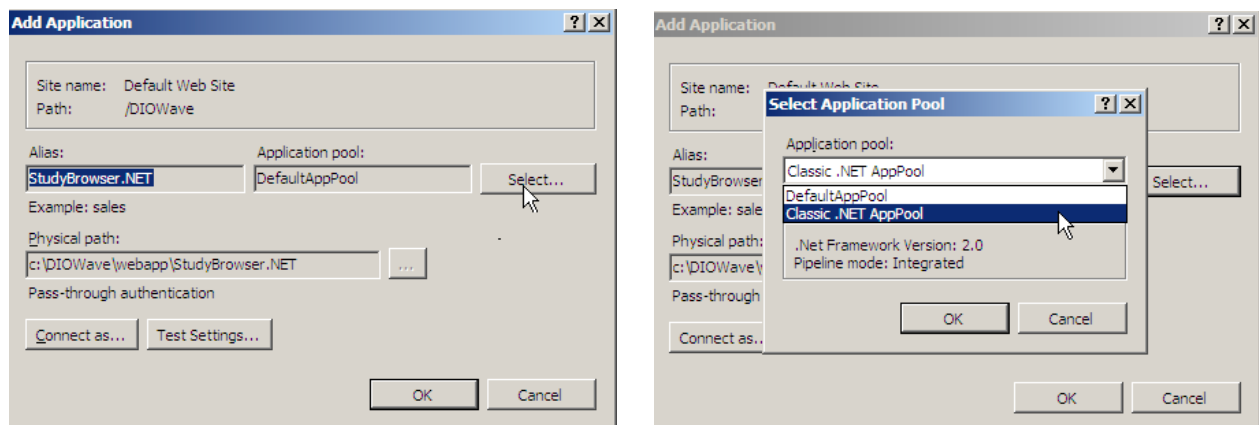 Add Application
Site name: Default Web Site
Path: /DIOWave
Alias: Application pool:
StudyBrowser.NET DefaultAppPool Select...
Example: sales
Physical path:
c:\DIOWave\webapp\StudyBrowser.NET ...
Pass-through authentication
Connect as... Test Settings...
OK Cancel
Add Application
Site name: Default Web Site
Path:
Select Application Pool
Application pool:
Classic .NET AppPool
DefaultAppPool
Classic .NET AppPool
.Net Framework Version: 2.0
Pipeline mode: Integrated
OK Cancel
Alias:
StudyBrowser Select...
Example: sale
Physical path:
c:\DIOWave\
Pass-through
Connect as..
OK Cancel